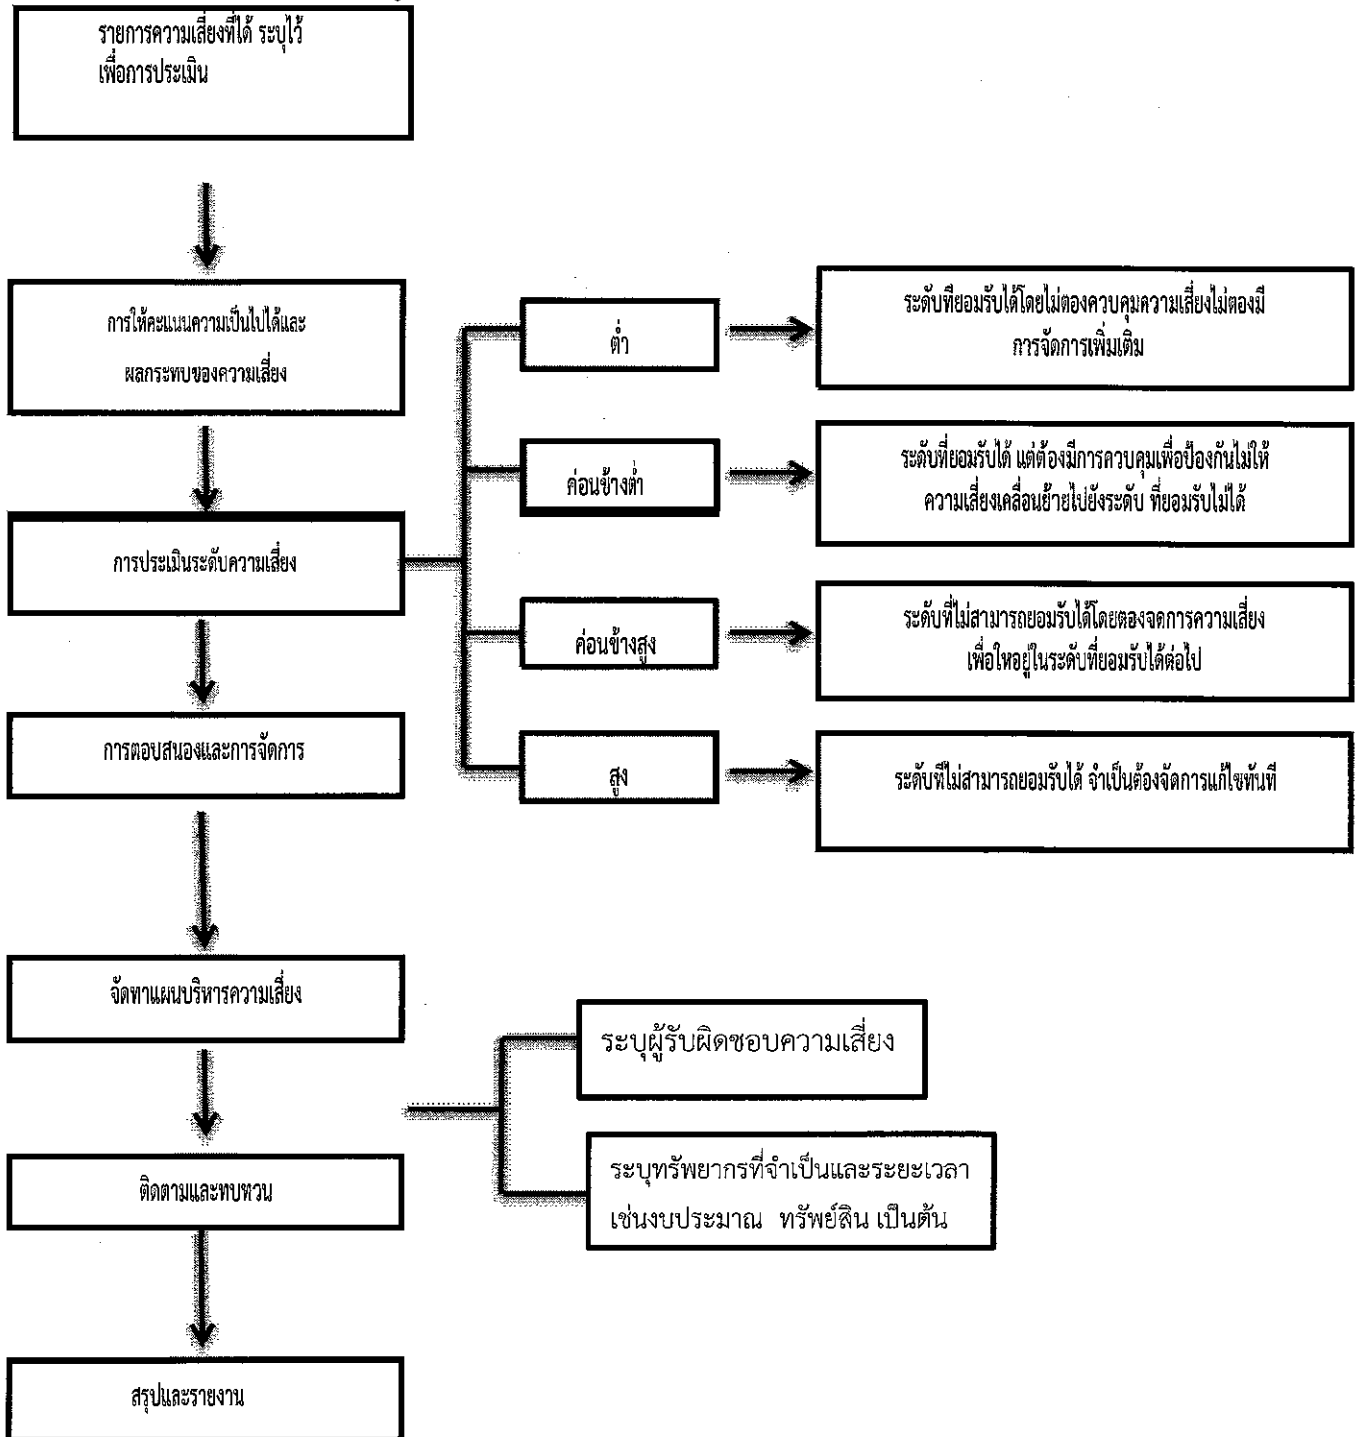 รายการความเสี่ยงที่ได้ ระบุไว้
เพื่อการประเมิน
การให้คะแนนความเป็นไปได้และ
ผลกระทบของความเสี่ยง
การประเมินระดับความเสี่ยง
ต่ำ
ระดับที่ยอมรับได้โดยไม่ตองควบคุมความเสี่ยงไม่ตองมี
การจัดการเพิ่มเติม
ค่อนข้างต่ำ
ระดับที่ยอมรับได้ แต่ต้องมีการควบคุมเพื่อป้องกันไม่ให้
ความเสี่ยงเคลื่อนย้ายไปยังระดับ ที่ยอมรับไม่ได้
ค่อนข้างสูง
ระดับที่ไม่สามารถยอมรับได้โดยตองจดการความเสี่ยง
เพื่อใหอยู่ในระดับที่ยอมรับได้ต่อไป
สูง
ระดับที่ไม่สามารถยอมรับได้ จำเป็นต้องจัดการแก้ไขทันที
การตอบสนองและการจัดการ
จัดทาแผนบริหารความเสี่ยง
ระบุผู้รับผิดชอบความเสี่ยง
ระบุทรัพยากรที่จำเป็นและระยะเวลา
เช่นงบประมาณ ทรัพย์สิน เป็นต้น
ติดตามและทบทวน
สรุปและรายงาน